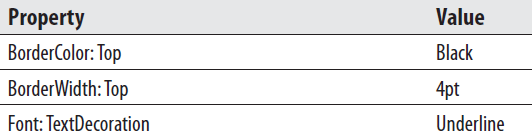 Property Value
BorderColor: Top Black
BorderWidth: Top 4pt
Font: TextDecoration Underline